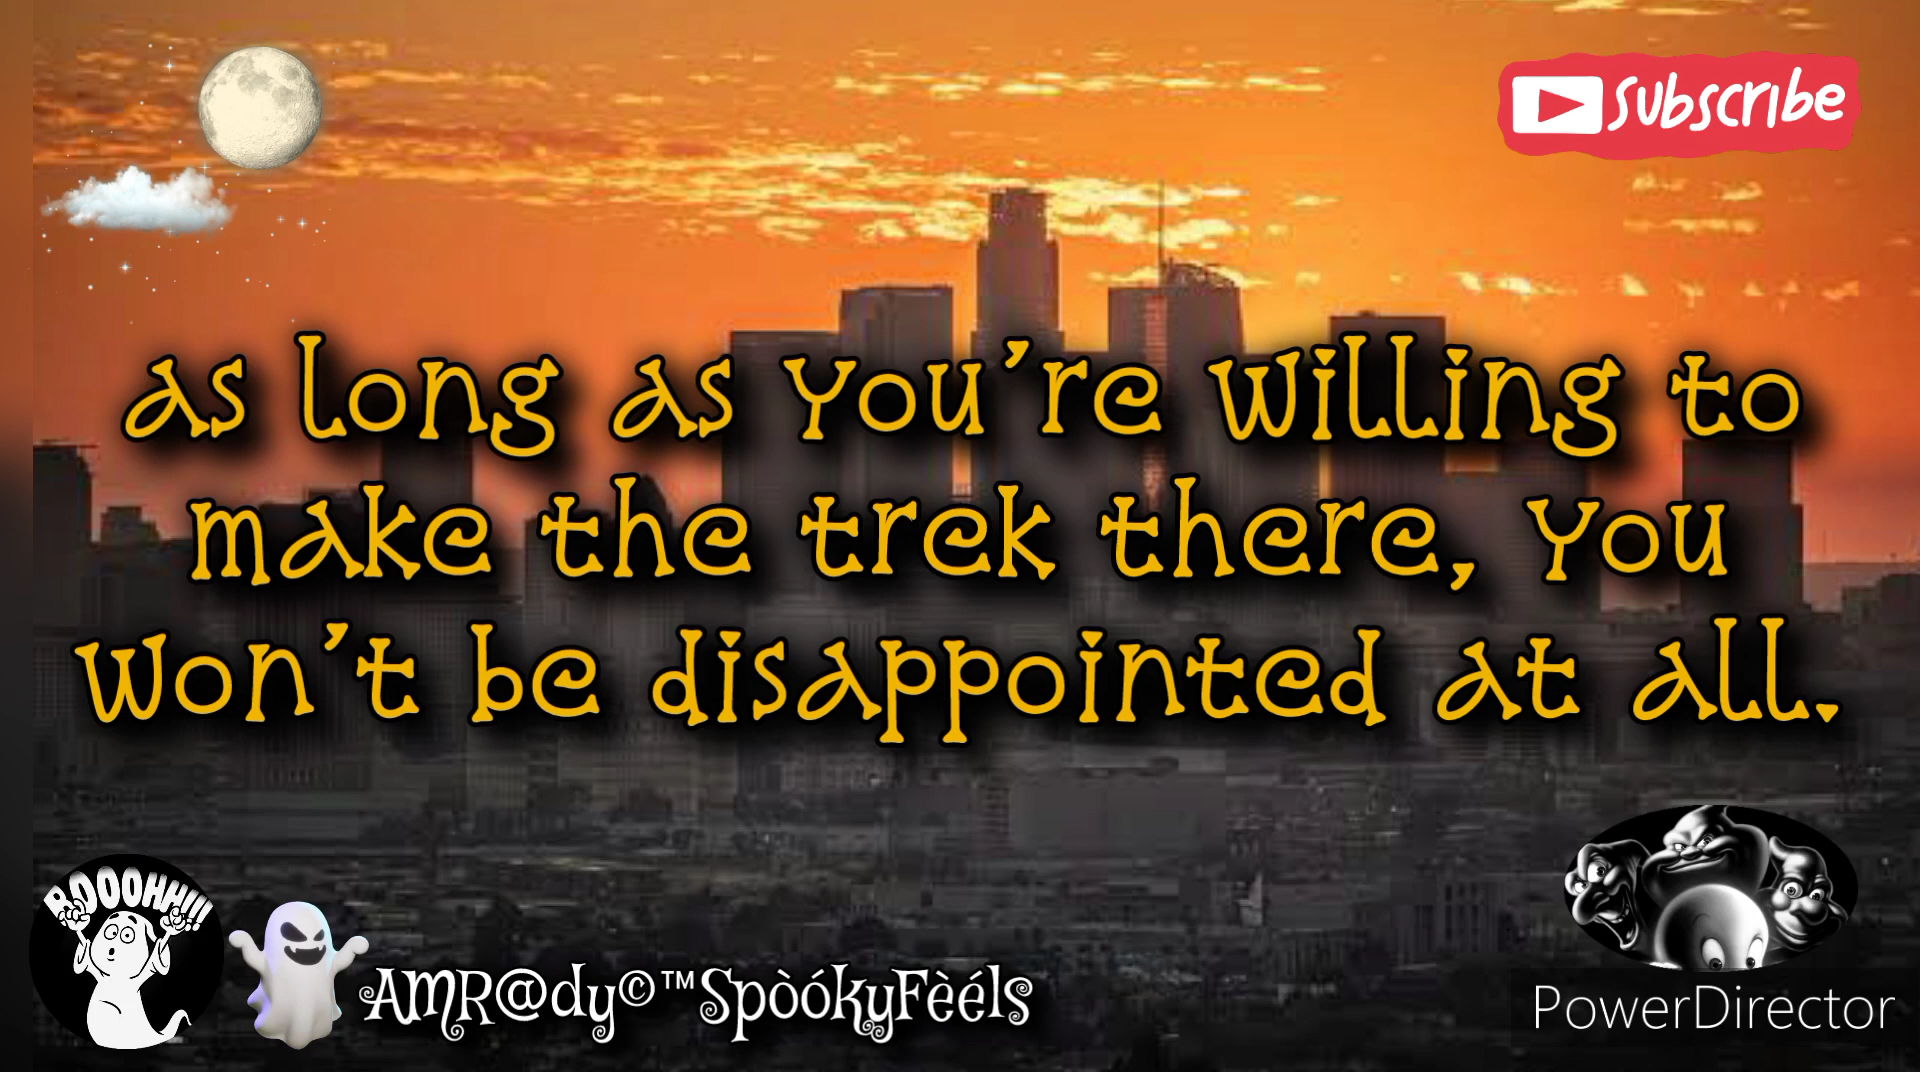 Subscribe
as long as you're willing to
make the trek there, you
won't be disappointed at all.
BOOOHH!!!
AMR@dy©™SpòókyFèéls
PowerDirector